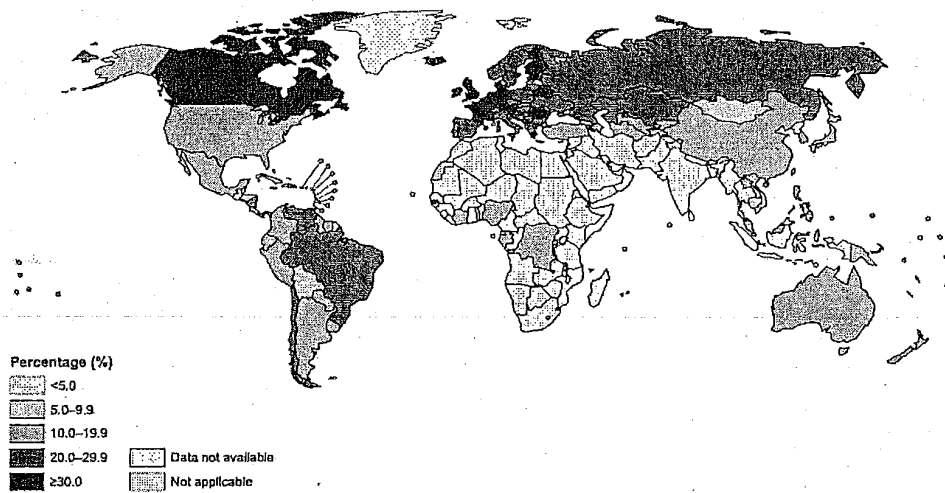 Percentage (%)
<5.0
5.0–9.9
10.0–19.9
20.0–29.9
≥30.0
Data not available
Not applicable